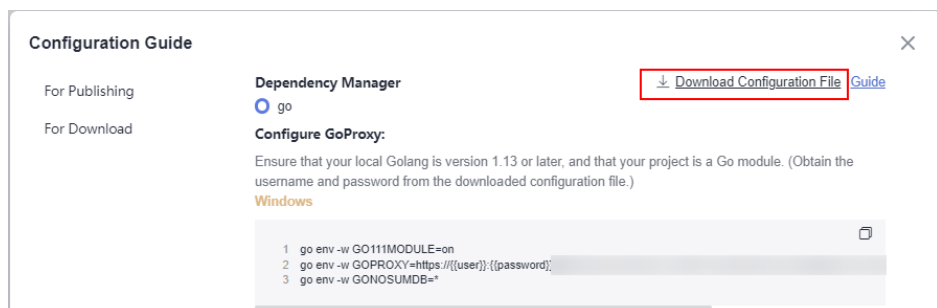 Configuration Guide
For Publishing
For Download
Dependency Manager
Download Configuration File Guide
go
Configure GoProxy:
Ensure that your local Golang is version 1.13 or later, and that your project is a Go module. (Obtain the
username and password from the downloaded configuration file.)
Windows
1 go env -w GO111MODULE=on
2 go env -w GOPROXY=https://{{user}}:{{password}}
3 go env -w GONOSUMDB=*